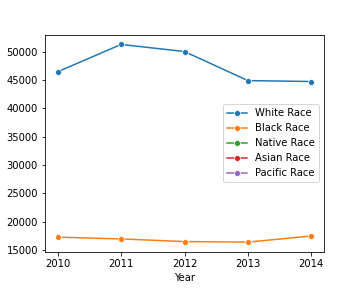 50000
45000
40000
35000
30000
25000
20000
15000
White Race
Black Race
Native Race
Asian Race
Pacific Race
2010 2011 2012 2013 2014
Year